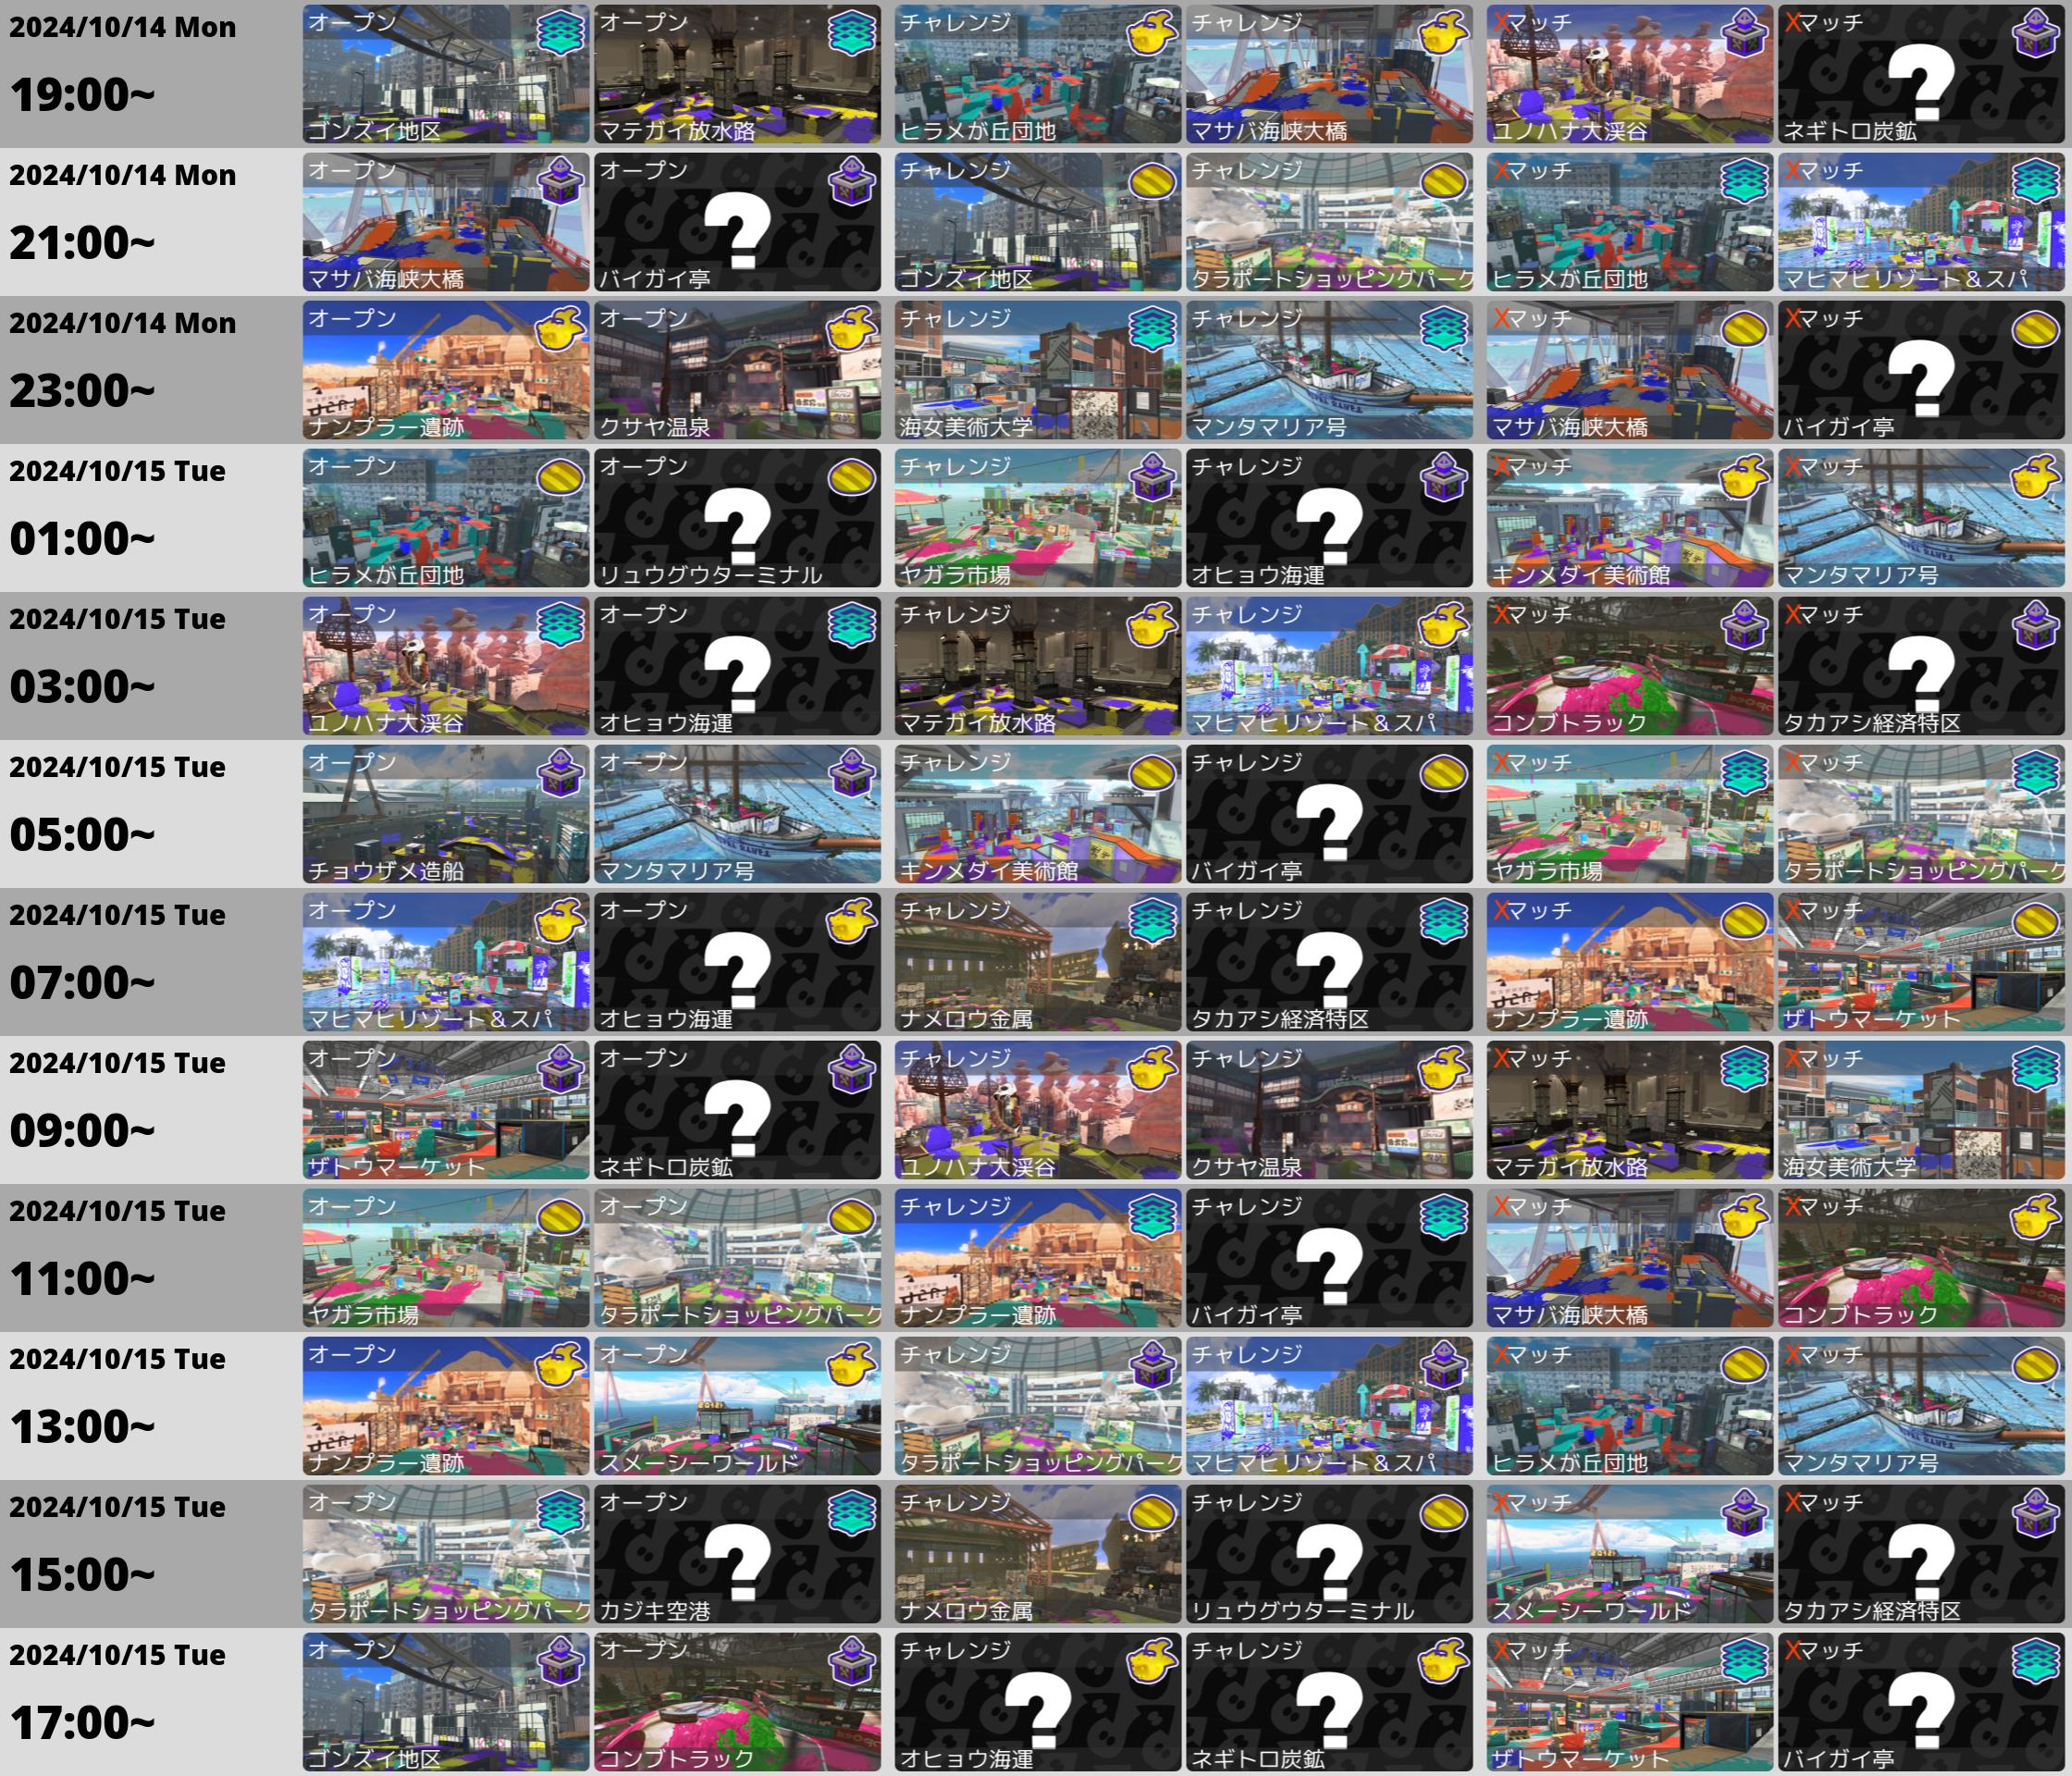 2024/10/14 Mon
19:00~
オープン
ゴンズイ地区
オープン
マテガイ放水路
チャレンジ
ヒラメが丘団地
チャレンジ
マサバ海峡大橋
Xマッチ
ユノハナ大渓谷
Xマッチ
ネギトロ炭鉱
2024/10/14 Mon
21:00~
オープン
マサバ海峡大橋
オープン
バイガイ亭
チャレンジ
ゴンズイ地区
チャレンジ
タラポートショッピングパーク
Xマッチ
ヒラメが丘団地
Xマッチ
マヒマヒリゾート&スパ
2024/10/14 Mon
23:00~
オープン
ナンプラー遺跡
オープン
クサヤ温泉
チャレンジ
海女美術大学
チャレンジ
マンタマリア号
Xマッチ
マサバ海峡大橋
Xマッチ
バイガイ亭
2024/10/15 Tue
01:00~
オープン
ヒラメが丘団地
オープン
リュウグウターミナル
チャレンジ
ヤガラ市場
チャレンジ
オヒョウ海運
Xマッチ
キンメダイ美術館
Xマッチ
マンタマリア号
2024/10/15 Tue
03:00~
オープン
ユノハナ大渓谷
オープン
オヒョウ海運
チャレンジ
マテガイ放水路
チャレンジ
マヒマヒリゾート&スパ
Xマッチ
コンブトラック
Xマッチ
タカアシ経済特区
2024/10/15 Tue
05:00~
オープン
チョウザメ造船
オープン
マンタマリア号
チャレンジ
キンメダイ美術館
チャレンジ
バイガイ亭
Xマッチ
ヤガラ市場
Xマッチ
タラポートショッピングパーク
2024/10/15 Tue
07:00~
オープン
マヒマヒリゾート&スパ
オープン
オヒョウ海運
チャレンジ
ナメロウ金属
チャレンジ
タカアシ経済特区
Xマッチ
ナンプラー遺跡
Xマッチ
ザトウマーケット
2024/10/15 Tue
09:00~
オープン
ザトウマーケット
オープン
ネギトロ炭鉱
チャレンジ
ユノハナ大渓谷
チャレンジ
クサヤ温泉
Xマッチ
マテガイ放水路
Xマッチ
海女美術大学
2024/10/15 Tue
11:00~
オープン
ヤガラ市場
オープン
タラポートショッピングパーク
チャレンジ
ナンプラー遺跡
チャレンジ
バイガイ亭
Xマッチ
マサバ海峡大橋
Xマッチ
コンブトラック
2024/10/15 Tue
13:00~
オープン
ナンプラー遺跡
オープン
スメーシーワールド
チャレンジ
タラポートショッピングパーク
チャレンジ
マヒマヒリゾート&スパ
Xマッチ
ヒラメが丘団地
Xマッチ
マンタマリア号
2024/10/15 Tue
15:00~
オープン
タラポートショッピングパーク
オープン
カジキ空港
チャレンジ
ナメロウ金属
チャレンジ
リュウグウターミナル
Xマッチ
スメーシーワールド
Xマッチ
タカアシ経済特区
2024/10/15 Tue
17:00~
オープン
ゴンズイ地区
オープン
コンブトラック
チャレンジ
オヒョウ海運
チャレンジ
ネギトロ炭鉱
Xマッチ
ザトウマーケット
Xマッチ
バイガイ亭